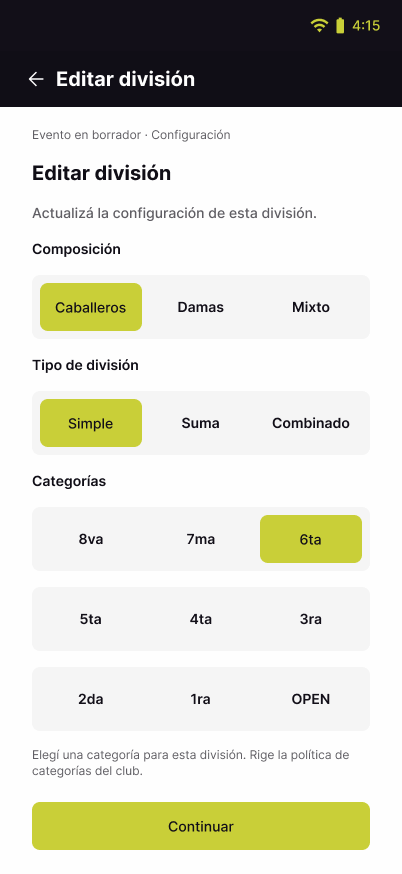 4:15
Editar división
Evento en borrador · Configuración
Editar división
Actualizá la configuración de esta división.
Composición
Caballeros Damas Mixto
Tipo de división
Simple Suma Combinado
Categorías
8va 7ma 6ta
5ta 4ta 3ra
2da 1ra OPEN
Elegí una categoría para esta división. Rige la política de
categorías del club.
Continuar